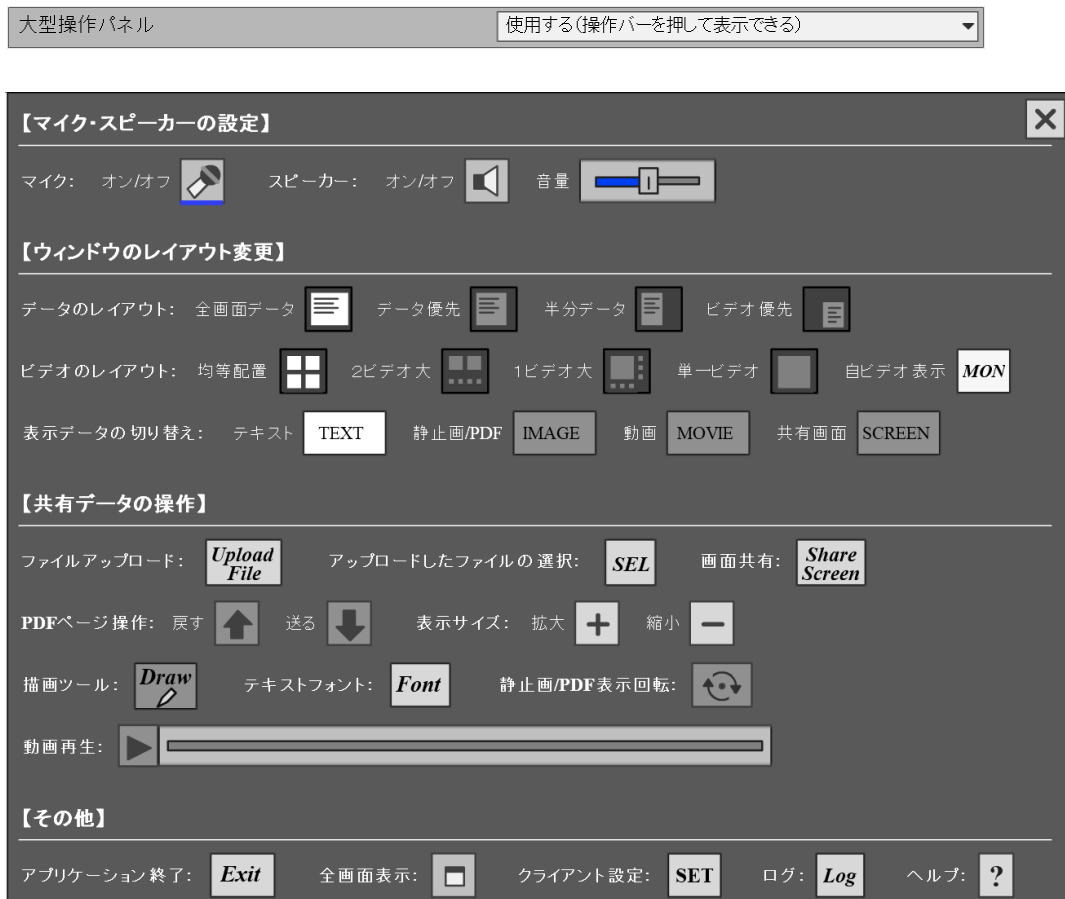 大型操作パネル 使用する(操作バーを押して表示できる)
【マイク・スピーカーの設定】
マイク: オン/オフ スピーカー: オン/オフ 音量
【ウィンドウのレイアウト変更】
データのレイアウト: 全画面データ データ優先 半分データ ビデオ優先
ビデオのレイアウト: 均等配置 2ビデオ大 1ビデオ大 単一ビデオ 自ビデオ表示 MON
表示データの切り替え: テキスト TEXT 静止画/PDF IMAGE 動画 MOVIE 共有画面 SCREEN
【共有データの操作】
ファイルアップロード: Upload File アップロードしたファイルの選択: SEL 画面共有: Share Screen
PDFページ操作: 戻す 送る 表示サイズ: 拡大 縮小
描画ツール: Draw テキストフォント: Font 静止画/PDF表示回転:
動画再生:
【その他】
アプリケーション終了: Exit 全画面表示: クライアント設定: SET ログ: Log ヘルプ: ?